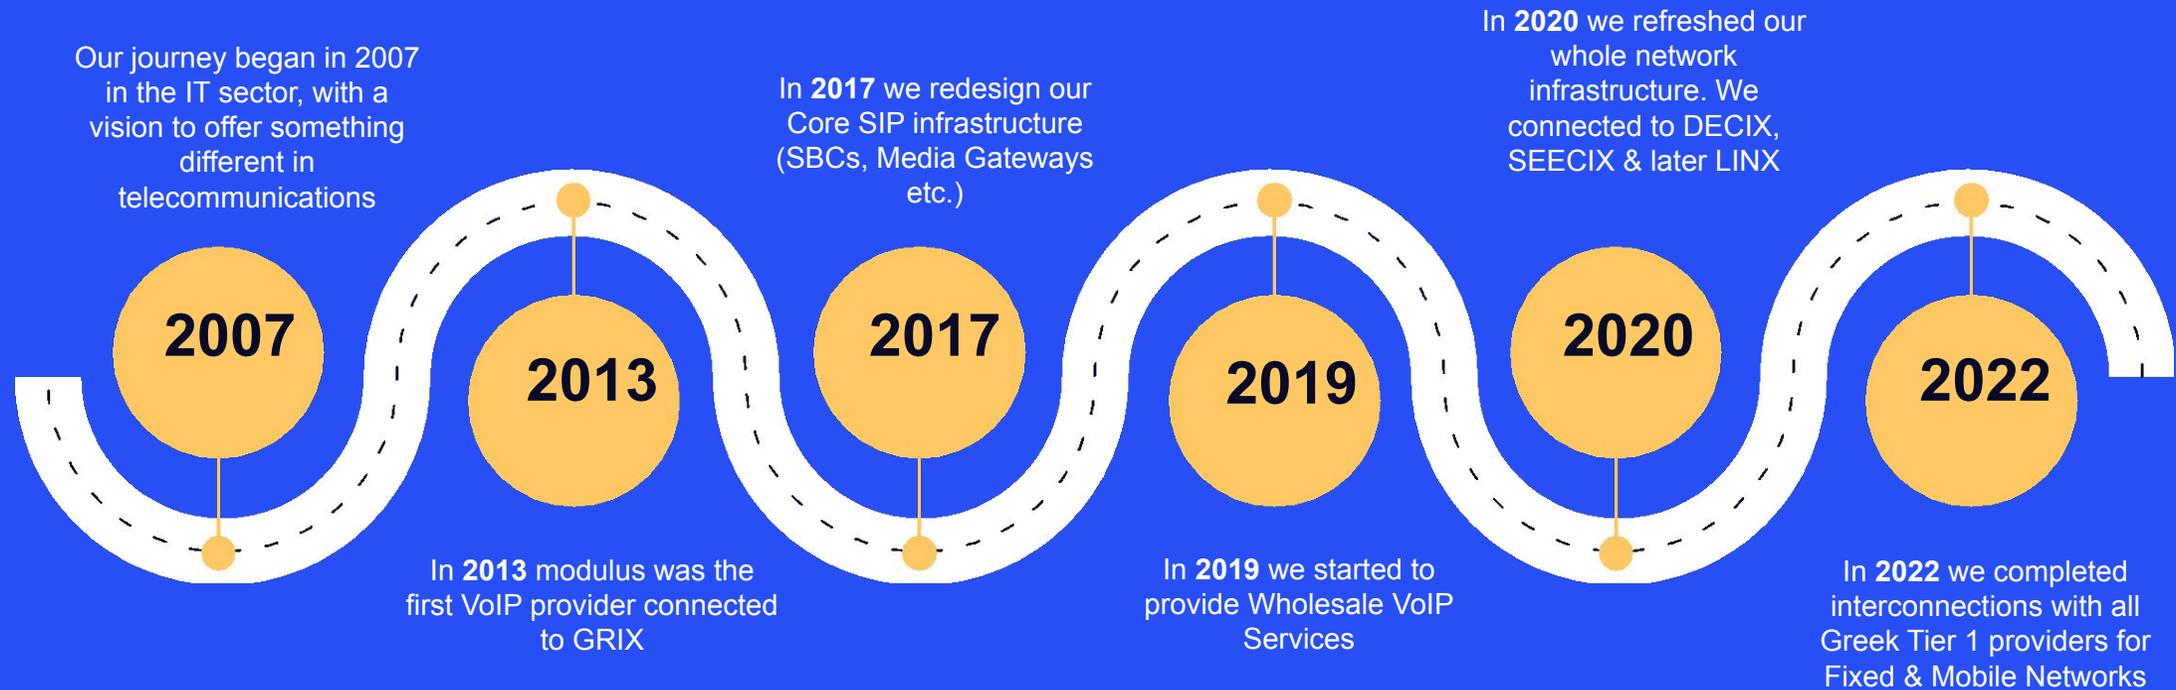 Our journey began in 2007
in the IT sector, with a
vision to offer something
different in
telecommunications
2007
2013
In 2013 modulus was the
first VoIP provider connected
to GRIX
In 2017 we redesign our
Core SIP infrastructure
(SBCs, Media Gateways
etc.)
2017
2019
In 2019 we started to
provide Wholesale VoIP
Services
In 2020 we refreshed our
whole network
infrastructure. We
connected to DECIX,
SEECIX & later LINX
2020
2022
In 2022 we completed
interconnections with all
Greek Tier 1 providers for
Fixed & Mobile Networks